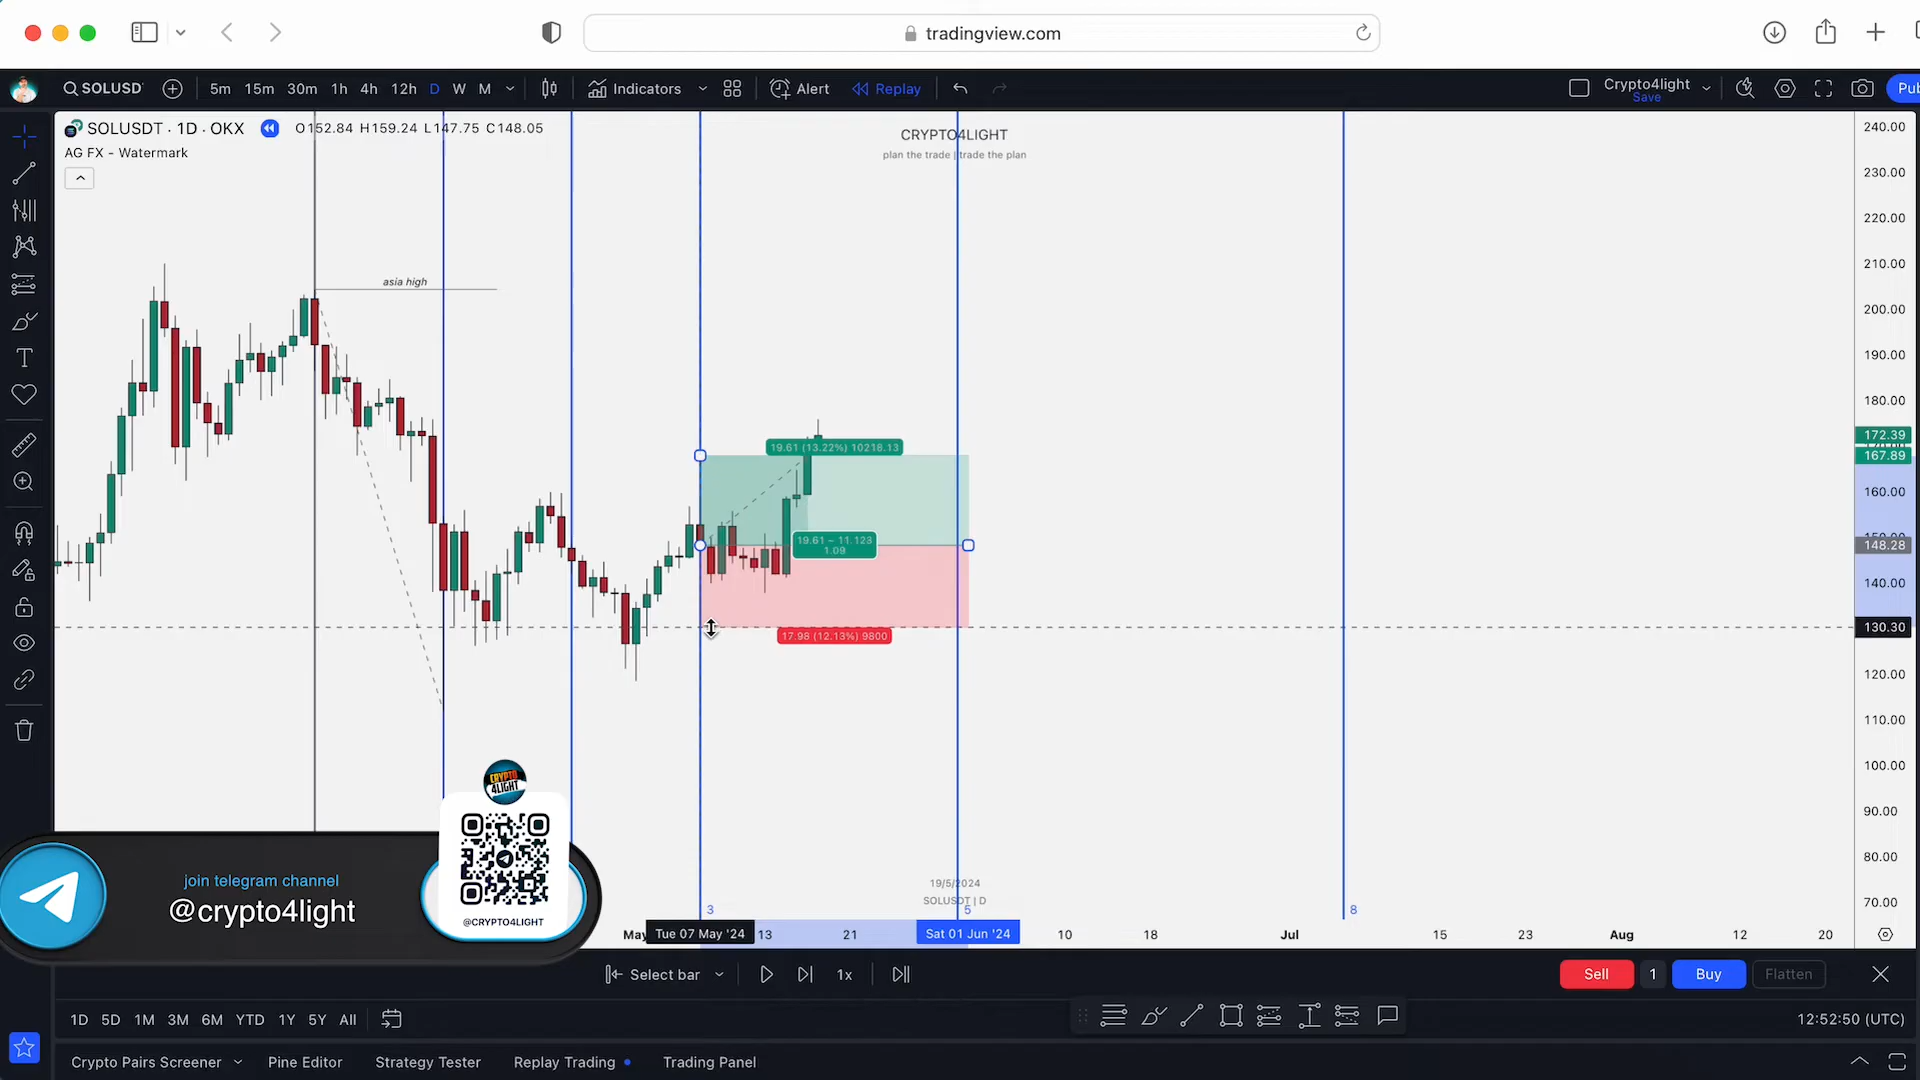 tradingview.com
SOLUSD
5m 15m 30m 1h 4h 12h D W M
Indicators
Alert
Replay
Crypto4light
Save
Pub
SOLUSDT · 1D · OKX O152.84 H159.24 L147.75 C148.05
AG FX - Watermark
CRYPTO4LIGHT
plan the trade | trade the plan
asia high
19.61 (13.22%) 10218.13
19.61 – 11.123
1.09
17.98 (12.13%) 9800
240.00
230.00
220.00
210.00
200.00
190.00
180.00
172.39
167.89
160.00
148.28
140.00
130.30
120.00
110.00
100.00
90.00
80.00
70.00
19/5/2024
SOLUSDT | D
3
5
8
May
Tue 07 May '24
13
21
Sat 01 Jun '24
10
18
Jul
15
23
Aug
12
20
CRYPTO
4LIGHT
@CRYPTO4LIGHT
join telegram channel
@crypto4light
Select bar
1x
Sell
1
Buy
Flatten
1D 5D 1M 3M 6M YTD 1Y 5Y All
12:52:50 (UTC)
Crypto Pairs Screener
Pine Editor
Strategy Tester
Replay Trading
Trading Panel